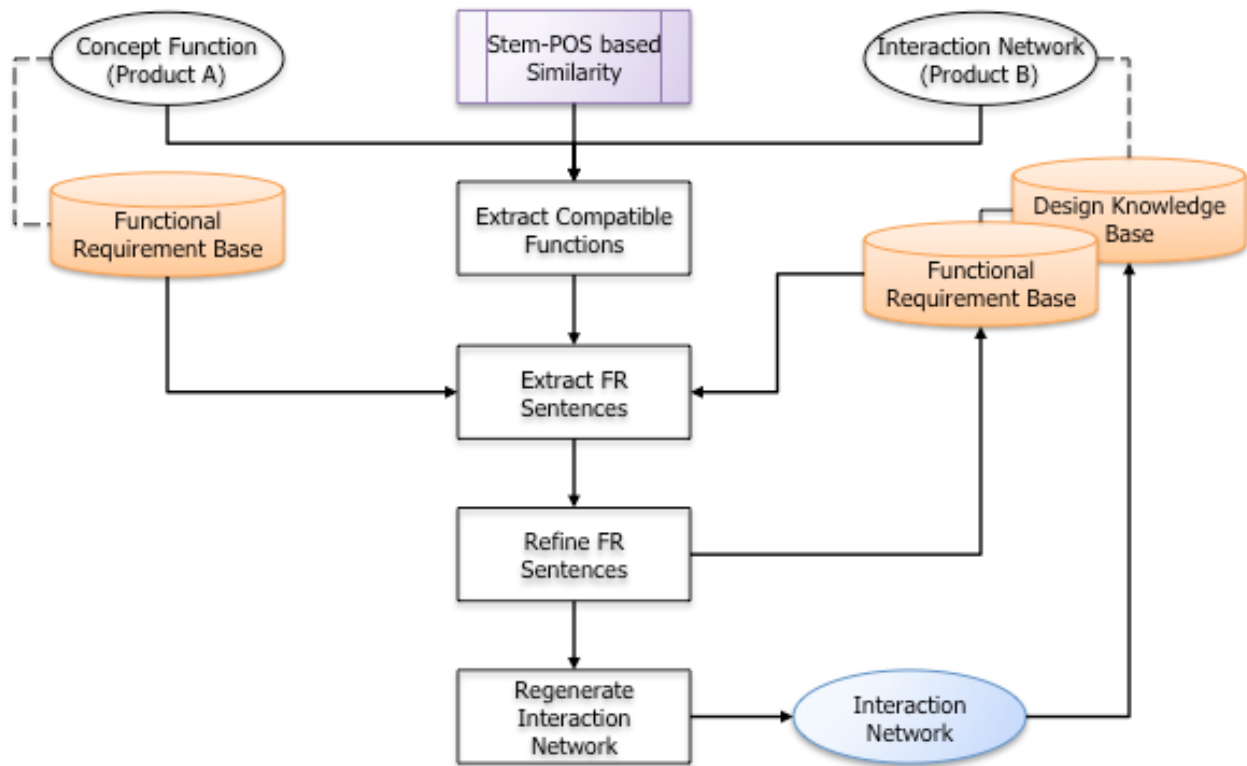 Concept Function
(Product A)
Stem-POS based
Similarity
Interaction Network
(Product B)
Functional
Requirement Base
Extract Compatible
Functions
Design Knowledge
Base
Functional
Requirement Base
Extract FR
Sentences
Refine FR
Sentences
Regenerate
Interaction
Network
Interaction
Network